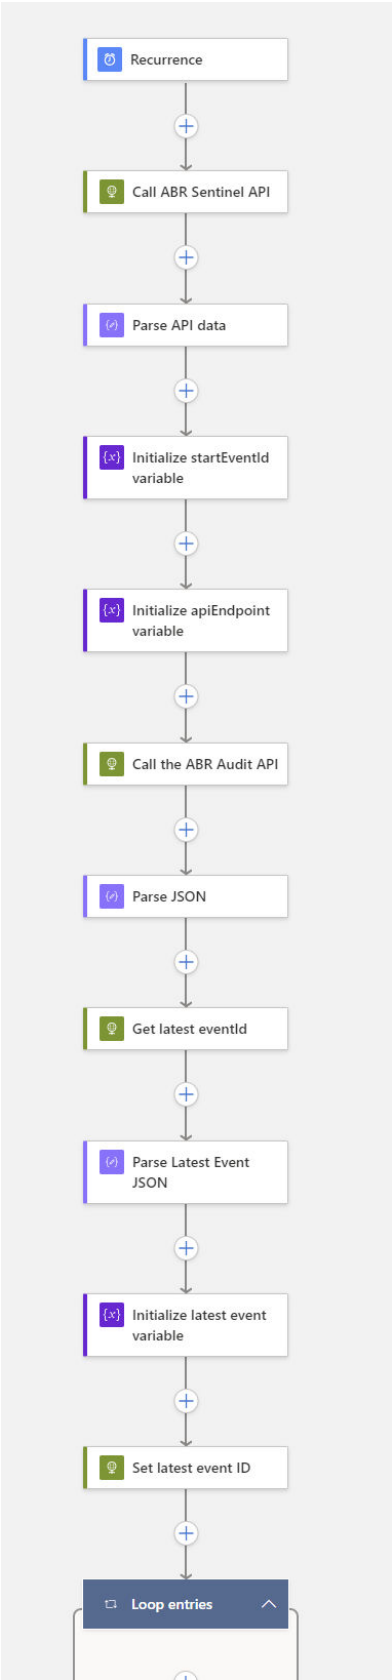 Recurrence
Call ABR Sentinel API
Parse API data
{x} Initialize startEventId
variable
{x} Initialize apiEndpoint
variable
Call the ABR Audit API
Parse JSON
Get latest eventId
Parse Latest Event
JSON
{x} Initialize latest event
variable
Set latest event ID
Loop entries